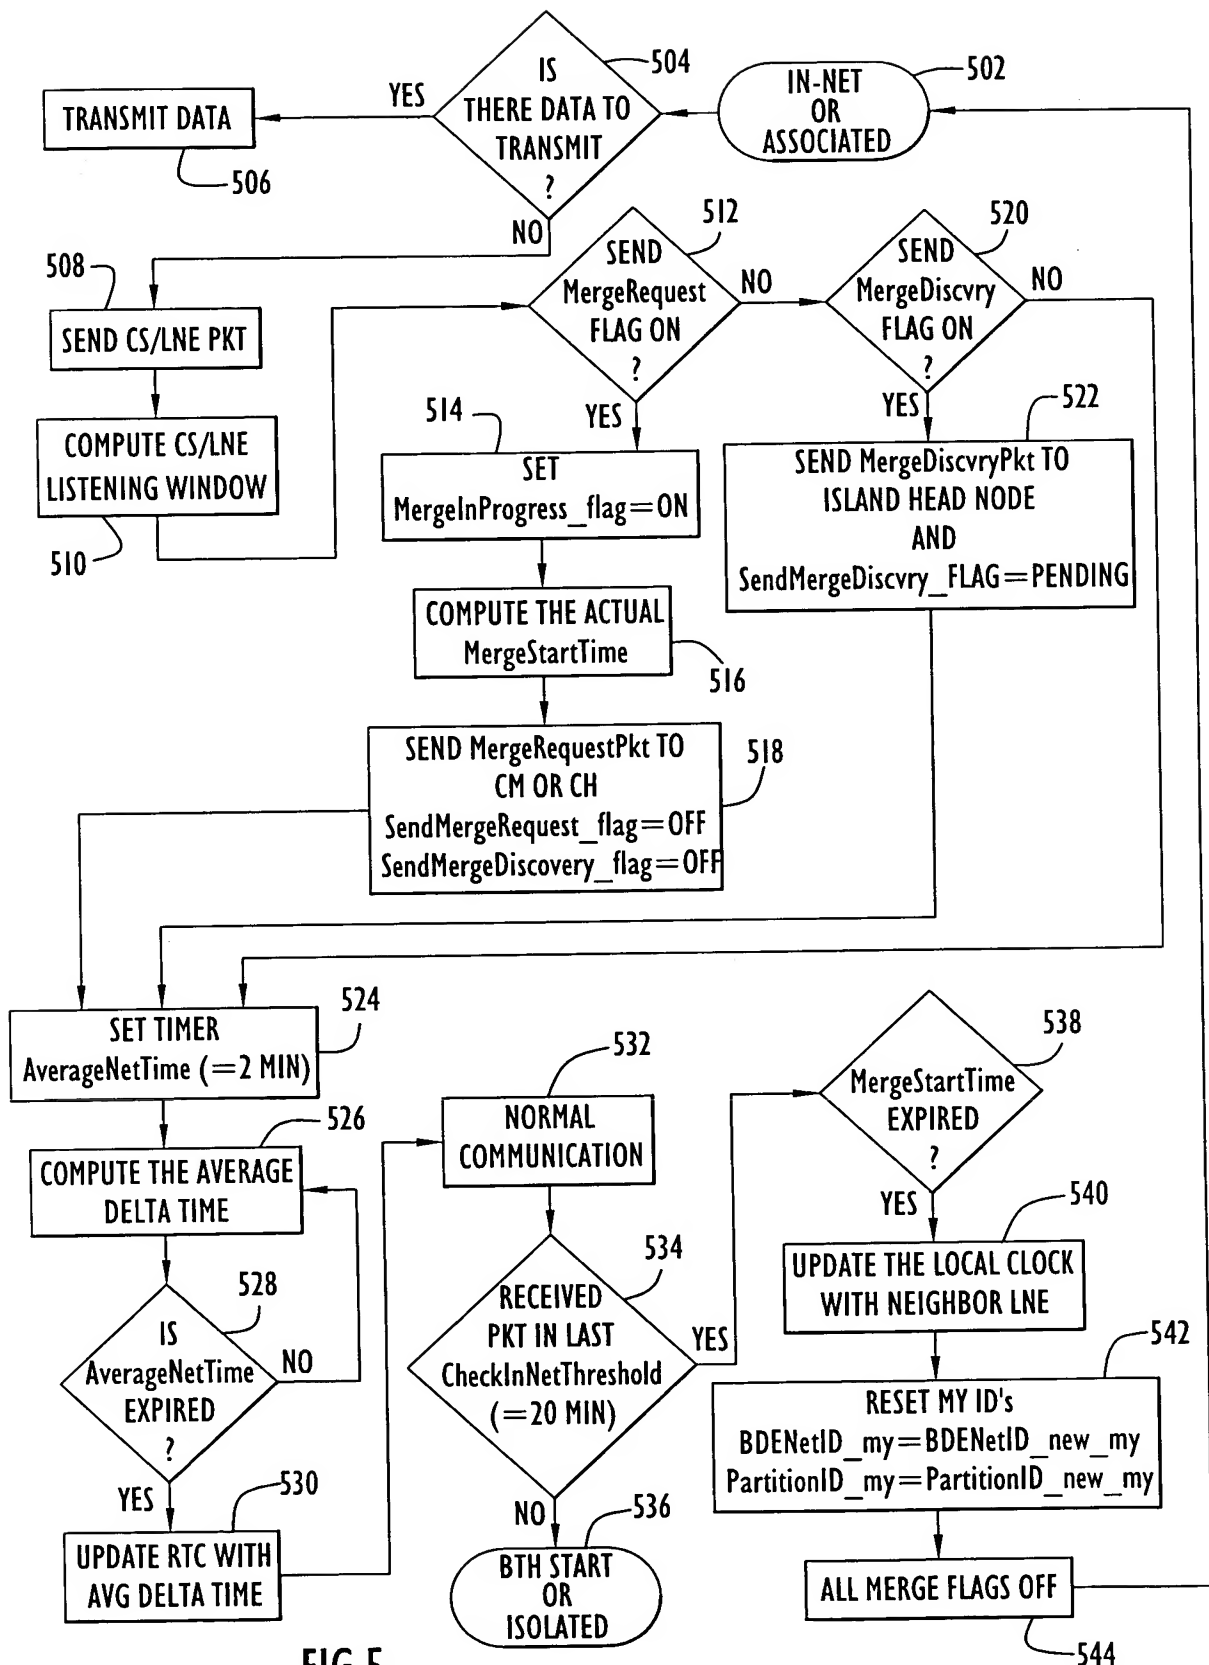 IS
THERE DATA TO
TRANSMIT
?
504
IN-NET
OR
ASSOCIATED
502
YES
TRANSMIT DATA
506
NO
508
SEND CS/LNE PKT
COMPUTE CS/LNE
LISTENING WINDOW
510
SEND
MergeRequest
FLAG ON
?
512
NO
SEND
MergeDiscvry
FLAG ON
?
520
NO
YES
514
SET
MergeInProgress_flag=ON
YES
522
SEND MergeDiscvryPkt TO
ISLAND HEAD NODE
AND
SendMergeDiscvry_FLAG=PENDING
COMPUTE THE ACTUAL
MergeStartTime
516
SEND MergeRequestPkt TO
CM OR CH
SendMergeRequest_flag=OFF
SendMergeDiscovery_flag=OFF
518
SET TIMER
AverageNetTime (=2 MIN)
524
COMPUTE THE AVERAGE
DELTA TIME
526
IS
AverageNetTime
EXPIRED
?
528
NO
YES
530
UPDATE RTC WITH
AVG DELTA TIME
532
NORMAL
COMMUNICATION
RECEIVED
PKT IN LAST
CheckInNetThreshold
(=20 MIN)
534
YES
NO
536
BTH START
OR
ISOLATED
MergeStartTime
EXPIRED
?
538
YES
540
UPDATE THE LOCAL CLOCK
WITH NEIGHBOR LNE
542
RESET MY ID's
BDENetID_my=BDENetID_new_my
PartitionID_my=PartitionID_new_my
ALL MERGE FLAGS OFF
544
FIG.5